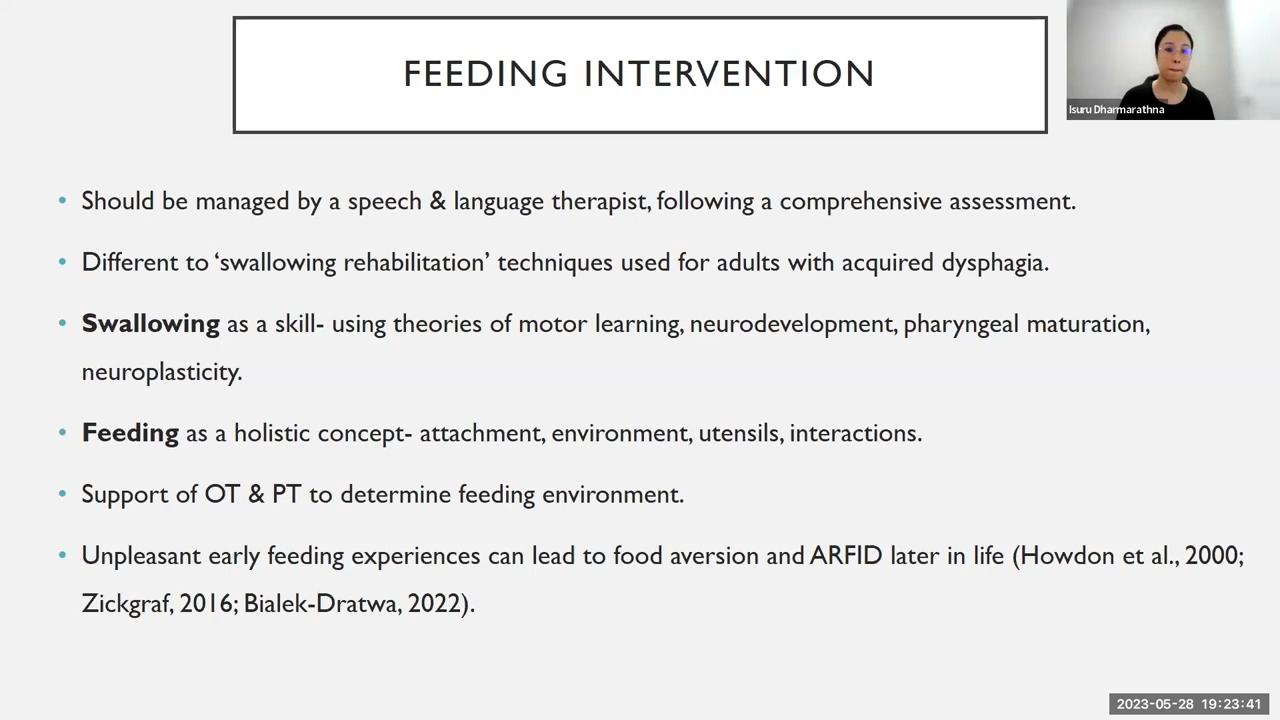 FEEDING INTERVENTION
Isuru Dharmarathna
• Should be managed by a speech & language therapist, following a comprehensive assessment.
• Different to ‘swallowing rehabilitation’ techniques used for adults with acquired dysphagia.
• Swallowing as a skill- using theories of motor learning, neurodevelopment, pharyngeal maturation,
neuroplasticity.
• Feeding as a holistic concept- attachment, environment, utensils, interactions.
• Support of OT & PT to determine feeding environment.
• Unpleasant early feeding experiences can lead to food aversion and ARFID later in life (Howdon et al., 2000;
Zickgraf, 2016; Bialek-Dratwa, 2022).
2023-05-28 19:23:41